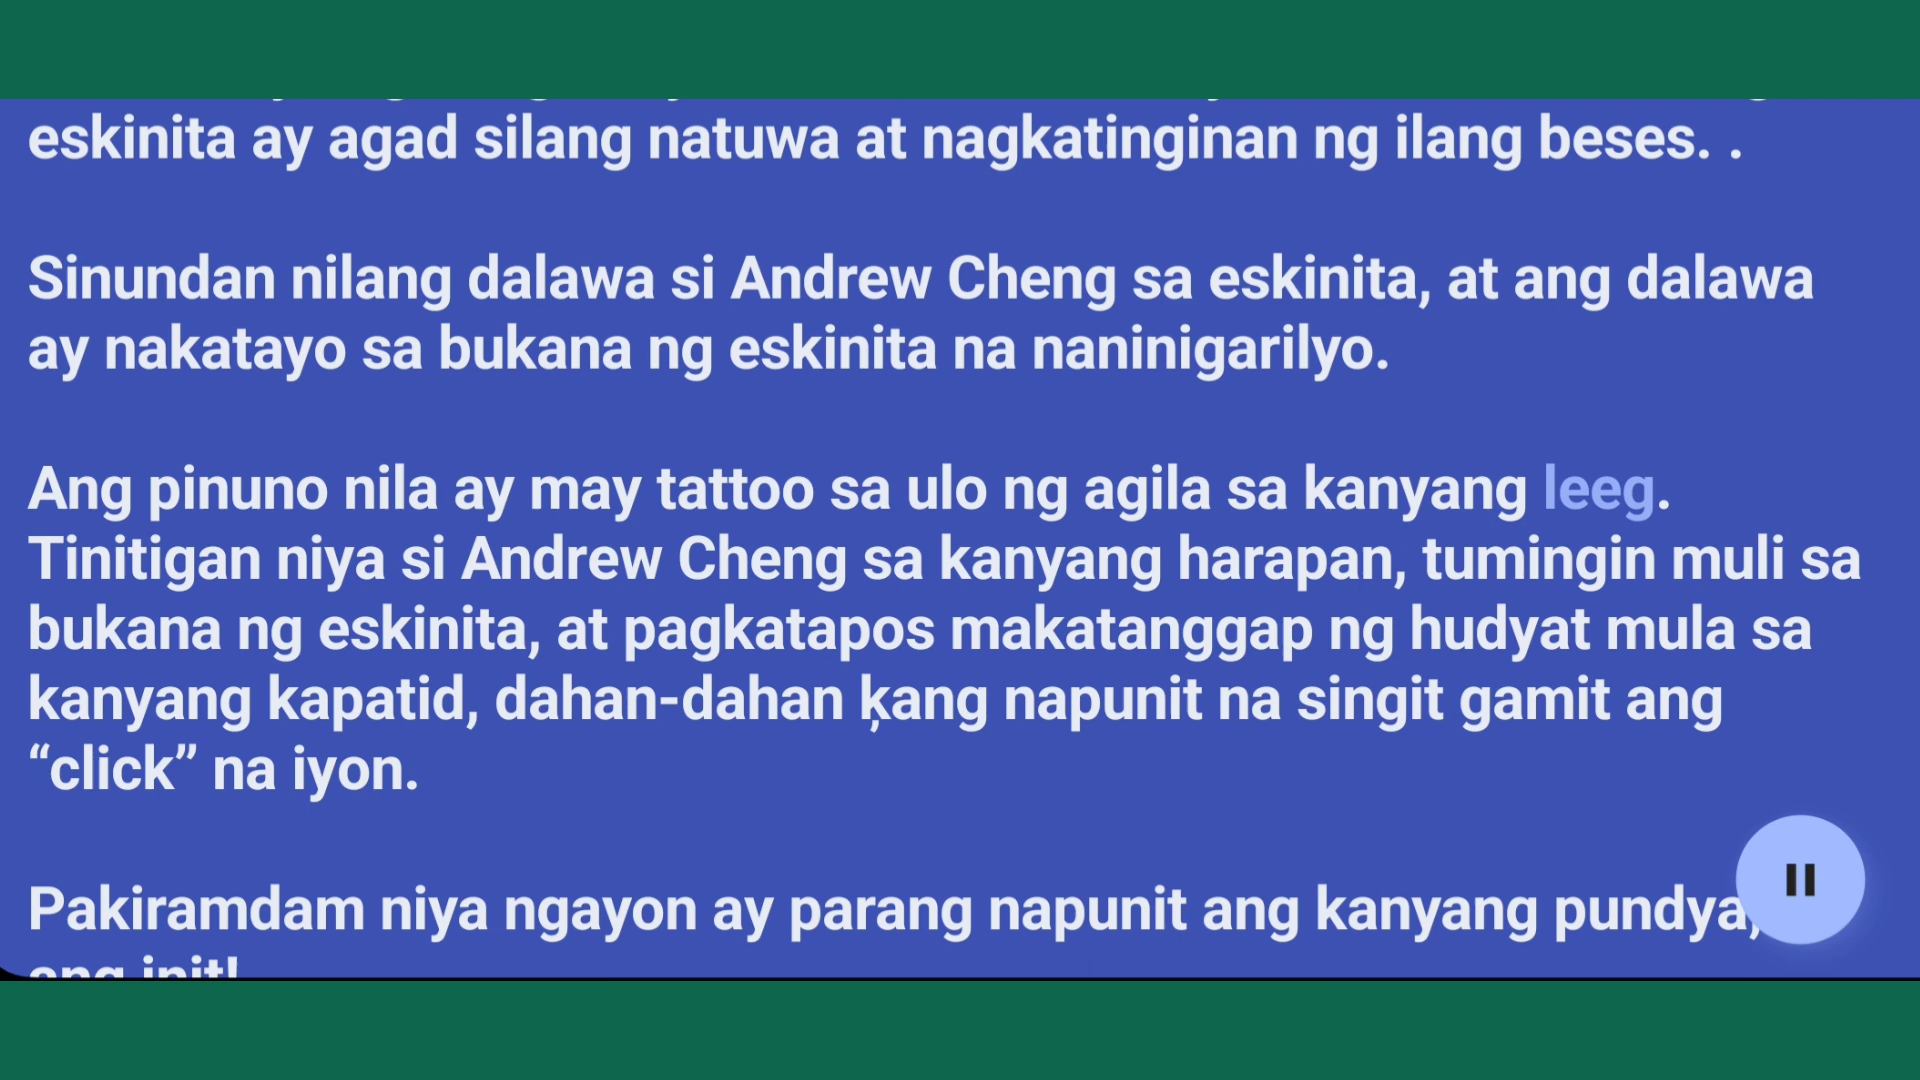 eskinita ay agad silang natuwa at nagkatinginan ng ilang beses. .
Sinundan nilang dalawa si Andrew Cheng sa eskinita, at ang dalawa
ay nakatayo sa bukana ng eskinita na naninigarilyo.
Ang pinuno nila ay may tattoo sa ulo ng agila sa kanyang leeg.
Tinitigan niya si Andrew Cheng sa kanyang harapan, tumingin muli sa
bukana ng eskinita, at pagkatapos makatanggap ng hudyat mula sa
kanyang kapatid, dahan-dahan ķang napunit na singit gamit ang
“click” na iyon.
Pakiramdam niya ngayon ay parang napunit ang kanyang pundya,
ang init!